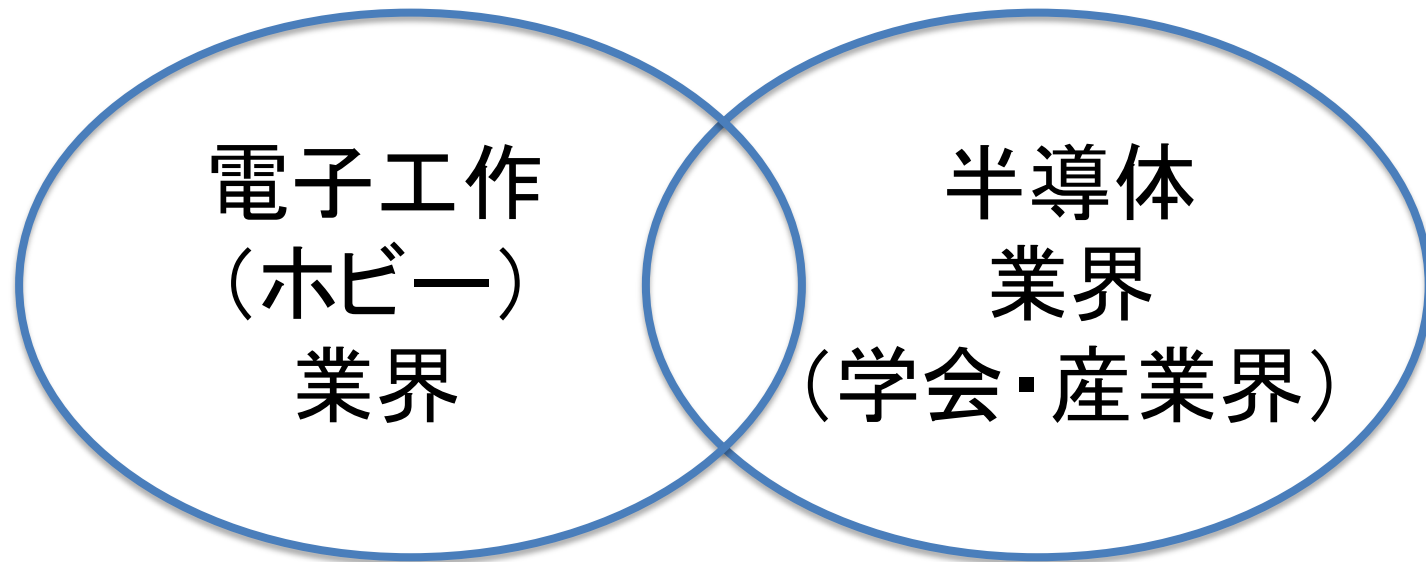 電子工作
（ホビー）
業界
半導体
業界
（学会・産業界）